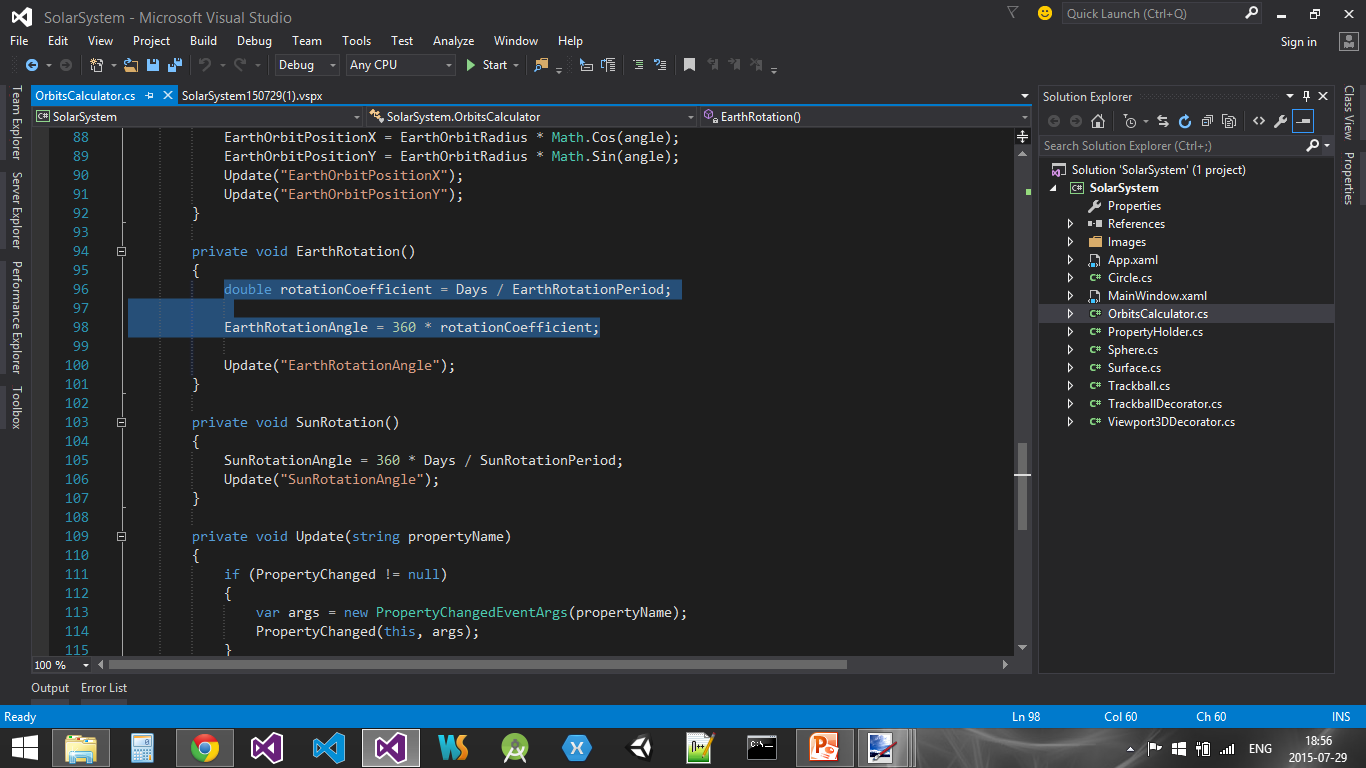 SolarSystem - Microsoft Visual Studio
Quick Launch (Ctrl+Q)
File Edit View Project Build Debug Team Tools Test Analyze Window Help
Sign in
Debug Any CPU Start
OrbitsCalculator.cs SolarSystem150729(1).vspx
SolarSystem SolarSystem.OrbitsCalculator EarthRotation()
88 EarthOrbitPositionX = EarthOrbitRadius * Math.Cos(angle);
89 EarthOrbitPositionY = EarthOrbitRadius * Math.Sin(angle);
90 Update("EarthOrbitPositionX");
91 Update("EarthOrbitPositionY");
92 }
93
94 private void EarthRotation()
95 {
96 double rotationCoefficient = Days / EarthRotationPeriod;
97
98 EarthRotationAngle = 360 * rotationCoefficient;
99
100 Update("EarthRotationAngle");
101 }
102
103 private void SunRotation()
104 {
105 SunRotationAngle = 360 * Days / SunRotationPeriod;
106 Update("SunRotationAngle");
107 }
108
109 private void Update(string propertyName)
110 {
111 if (PropertyChanged != null)
112 {
113 var args = new PropertyChangedEventArgs(propertyName);
114 PropertyChanged(this, args);
115 }
100 %
Team Explorer
Server Explorer
Performance Explorer
Toolbox
Solution Explorer
Search Solution Explorer (Ctrl+;)
Solution 'SolarSystem' (1 project)
C# SolarSystem
Properties
References
Images
App.xaml
C# Circle.cs
MainWindow.xaml
C# OrbitsCalculator.cs
C# PropertyHolder.cs
C# Sphere.cs
C# Surface.cs
C# Trackball.cs
C# TrackballDecorator.cs
C# Viewport3DDecorator.cs
Class View
Properties
Output Error List
Ready Ln 98 Col 60 Ch 60 INS
ENG
18:56
2015-07-29